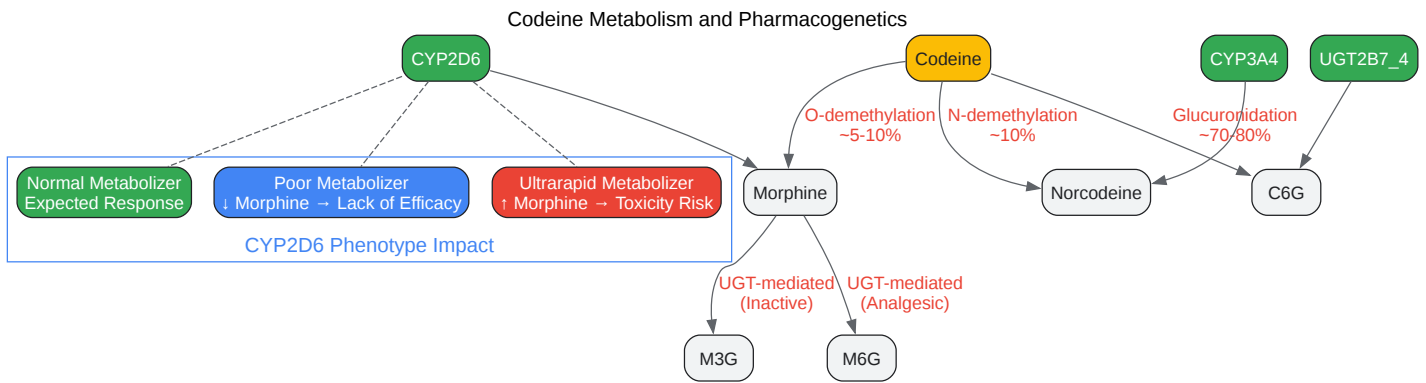 Codeine Metabolism and Pharmacogenetics
CYP2D6
Codeine
CYP3A4
UGT2B7_4
O-demethylation
~5-10%
N-demethylation
~10%
Glucuronidation
~70-80%
Normal Metabolizer
Expected Response
Poor Metabolizer
↓ Morphine → Lack of Efficacy
Ultrarapid Metabolizer
↑ Morphine → Toxicity Risk
Morphine
Norcodeine
C6G
CYP2D6 Phenotype Impact
UGT-mediated
(Inactive)
UGT-mediated
(Analgesic)
M3G
M6G